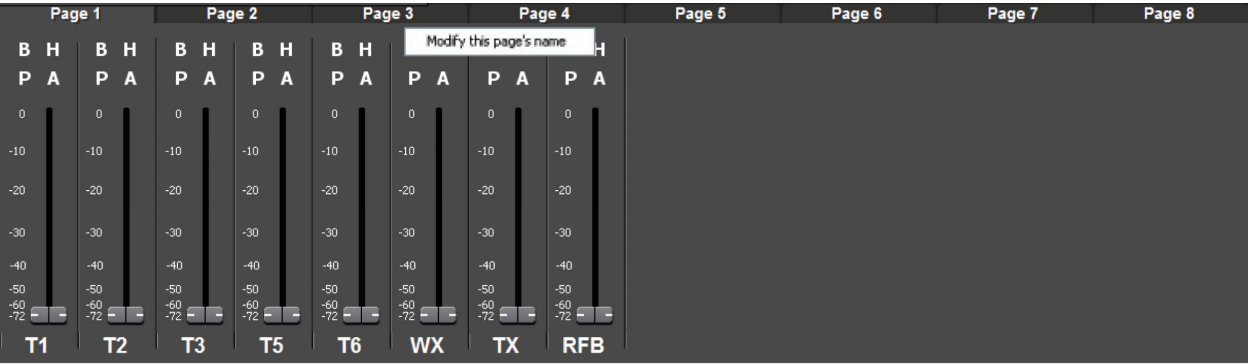 Page 1 Page 2 Page 3 Page 4 Page 5 Page 6 Page 7 Page 8
Modify this page's name
B H B H B H B H B H H
P A P A P A P A P A P A P A P A
0 0 0 0 0 0 0 0
-10 -10 -10 -10 -10 -10 -10 -10
-20 -20 -20 -20 -20 -20 -20 -20
-30 -30 -30 -30 -30 -30 -30 -30
-40 -40 -40 -40 -40 -40 -40 -40
-50 -50 -50 -50 -50 -50 -50 -50
-60 -60 -60 -60 -60 -60 -60 -60
-72 -72 -72 -72 -72 -72 -72 -72
T1 T2 T3 T5 T6 WX TX RFB